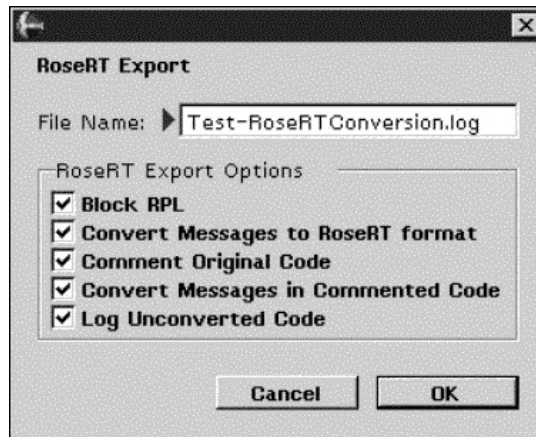 RoseRT Export
File Name: Test-RoseRTConversion.log
RoseRT Export Options
Block RPL
Convert Messages to RoseRT format
Comment Original Code
Convert Messages in Commented Code
Log Unconverted Code
Cancel OK